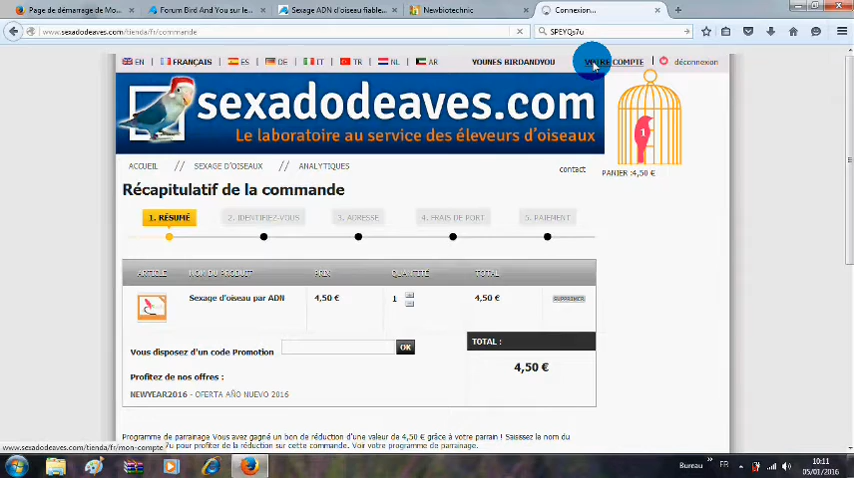 Page de démarrage de Mo...
Forum Bird And You sur le...
Sexage ADN d'oiseau fiable...
Newbiotechnic
Connexion...
www.sexadodeaves.com/tienda/fr/commande
SPEYQs7u
EN | FRANÇAIS | ES | DE | IT | TR | NL | AR
YOUNES BIRDANDYOU
VOTRE COMPTE | déconnexion
sexadodeaves.com
Le laboratoire au service des éleveurs d'oiseaux
1
PANIER :4,50 €
ACCUEIL // SEXAGE D'OISEAUX // ANALYTIQUES
contact
Récapitulatif de la commande
1. RÉSUMÉ
2. IDENTIFIEZ-VOUS
3. ADRESSE
4. FRAIS DE PORT
5. PAIEMENT
ARTICLE NOM DU PRODUCT PRIX QUANTITÉ TOTAL
Sexage d'oiseau par ADN 4,50 € 1 4,50 € SUPPRIMER
Vous disposez d'un code Promotion OK
TOTAL :
4,50 €
Profitez de nos offres :
NEWYEAR2016 - OFERTA AÑO NUEVO 2016
Programme de parrainage Vous avez gagné un bon de réduction d'une valeur de 4,50 € grâce à votre parrain ! Saisissez le nom du
7u pour profiter de la réduction sur cette commande. Voir votre programme de parrainage.
www.sexadodeaves.com/tienda/fr/mon-compte
Bureau
FR
10:11
05/01/2016